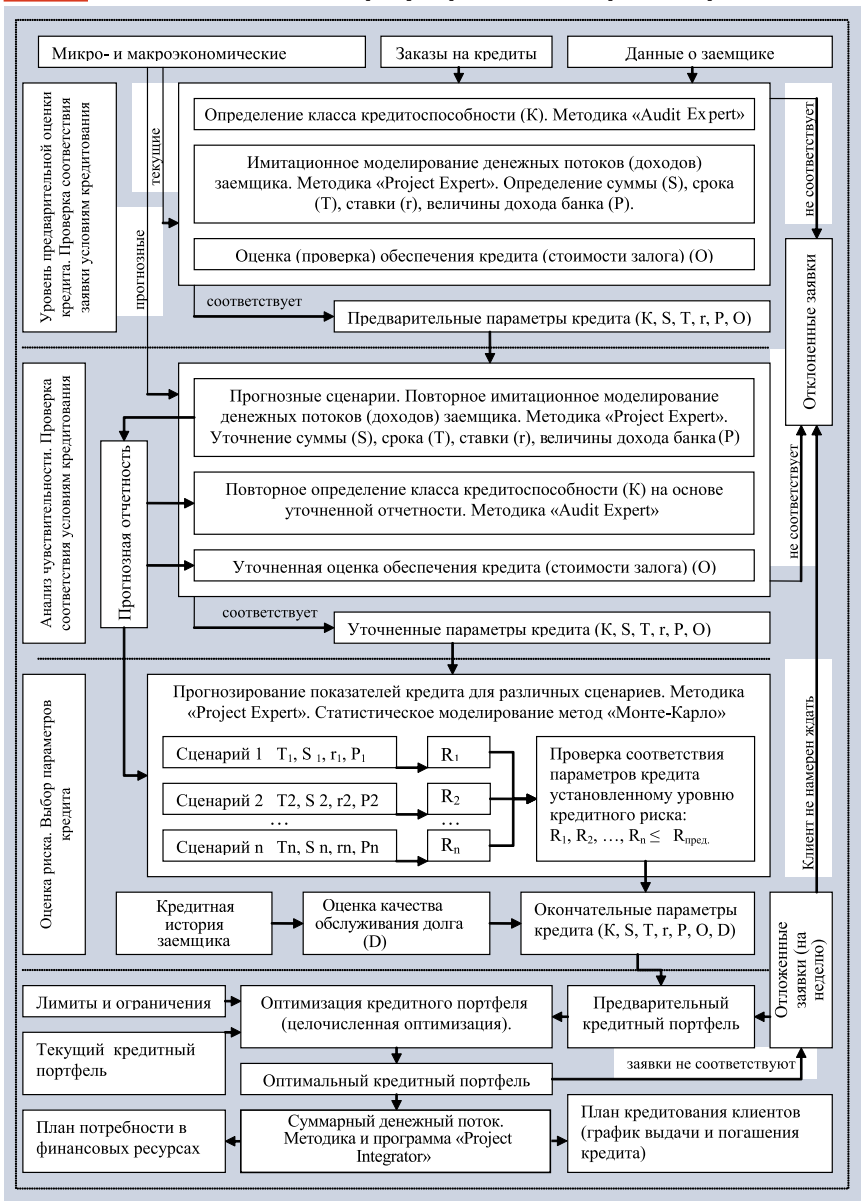 Микро- и макроэкономические
Заказы на кредиты
Данные о заемщике
Уровень предварительной оценки
кредита. Проверка соответствия
заявки условиям кредитования
текущие
прогнозные
Определение класса кредитоспособности (К). Методика «Audit Expert»
Имитационное моделирование денежных потоков (доходов)
заемщика. Методика «Project Expert». Определение суммы (S), срока
(T), ставки (r), величины дохода банка (P).
Оценка (проверка) обеспечения кредита (стоимости залога) (О)
не соответствует
Отклоненные заявки
соответствует
Предварительные параметры кредита (К, S, T, r, P, O)
Анализ чувствительности. Проверка
соответствия условиям кредитования
Прогнозная отчетность
Прогнозные сценарии. Повторное имитационное моделирование
денежных потоков (доходов) заемщика. Методика «Project Expert».
Уточнение суммы (S), срока (T), ставки (r), величины дохода банка (P)
Повторное определение класса кредитоспособности (К) на основе
уточненной отчетности. Методика «Audit Expert»
Уточненная оценка обеспечения кредита (стоимости залога) (О)
не соответствует
соответствует
Уточненные параметры кредита (К, S, T, r, P, O)
Оценка риска. Выбор параметров
кредита
Прогнозирование показателей кредита для различных сценариев. Методика
«Project Expert». Статистическое моделирование метод «Монте-Карло»
Сценарий 1 T₁, S ₁, r₁, P₁
R₁
Сценарий 2 T2, S 2, r2, P2
R₂
…
…
Сценарий n Tn, S n, rn, Pn
Rₙ
Проверка соответствия
параметров кредита
установленному уровню
кредитного риска:
R₁, R₂, …, Rₙ ≤ Rпред.
Клиент не намерен ждать
Кредитная
история
заемщика
Оценка качества
обслуживания долга
(D)
Окончательные параметры
кредита (К, S, T, r, P, O, D)
Отложенные
заявки (на
неделю)
Лимиты и ограничения
Оптимизация кредитного портфеля
(целочисленная оптимизация).
Предварительный
кредитный портфель
Текущий кредитный
портфель
заявки не соответствуют
Оптимальный кредитный портфель
План потребности в
финансовых ресурсах
Суммарный денежный поток.
Методика и программа «Project
Integrator»
План кредитования клиентов
(график выдачи и погашения
кредита)